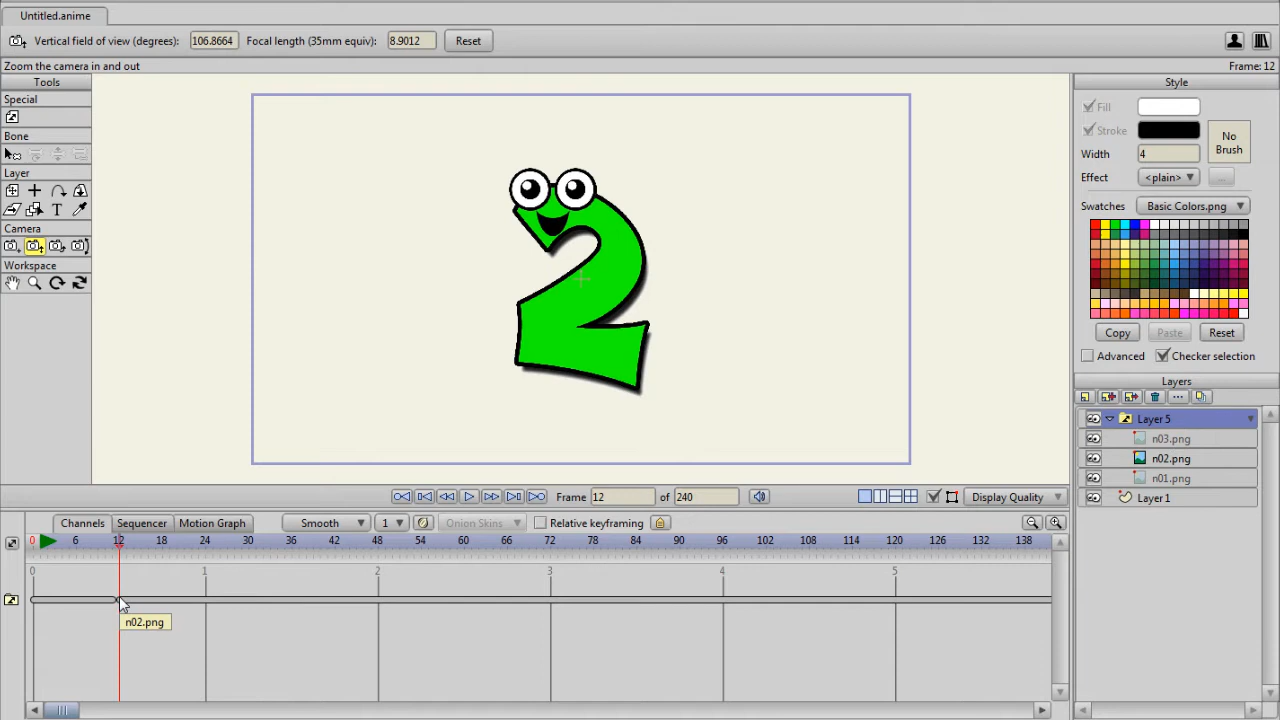 Untitled.anime
Vertical field of view (degrees): 106.8664 Focal length (35mm equiv): 8.9012 Reset
Zoom the camera in and out Frame: 12
Tools
Special
Bone
Layer
T
Camera
Workspace
Style
Fill
Stroke
No Brush
Width 4
Effect <plain> ...
Swatches Basic Colors.png
Copy Paste Reset
Advanced Checker selection
Layers
Layer 5
n03.png
n02.png
n01.png
Layer 1
Frame 12 of 240 Display Quality
Channels Sequencer Motion Graph Smooth 1 Onion Skins Relative keyframing
0 6 12 18 24 30 36 42 48 54 60 66 72 78 84 90 96 102 108 114 120 126 132 138
0 1 2 3 4 5
n02.png